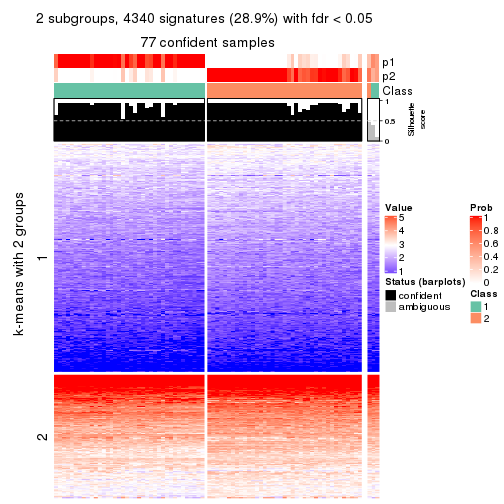 2 subgroups, 4340 signatures (28.9%) with fdr < 0.05
77 confident samples
p1
p2
Class
1
0.5
0
Silhouette
score
k-means with 2 groups
1
2
Value
5
4
3
2
1
Status (barplots)
confident
ambiguous
Prob
1
0.8
0.6
0.4
0.2
0
Class
1
2